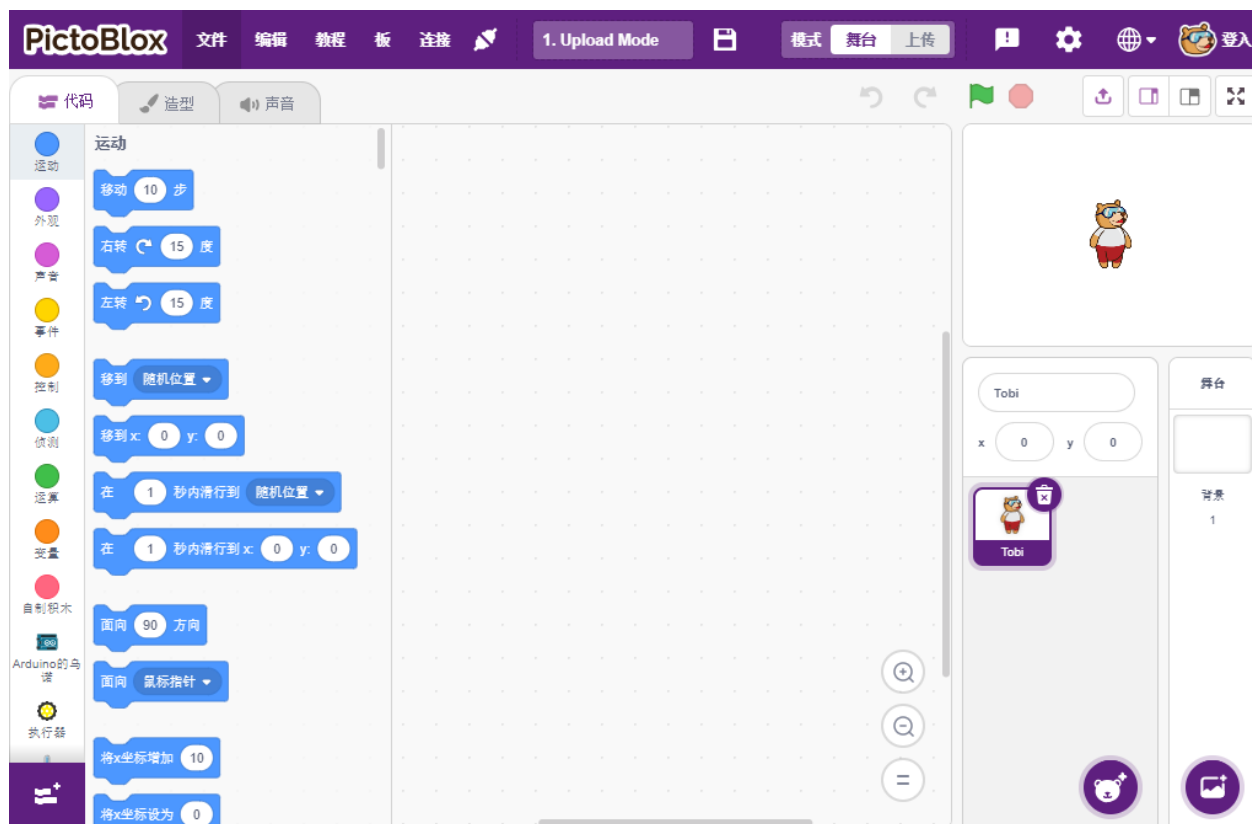 PictoBlox 文件 编辑 教程 板 连接 1. Upload Mode 模式 舞台 上传 登入
代码 造型 声音
运动
外观
声音
事件
控制
侦测
运算
变量
自制积木
Arduino的乌
诺
执行器
运动
移动 10 步
右转 15 度
左转 15 度
移到 随机位置
移到 x: 0 y: 0
在 1 秒内滑行到 随机位置
在 1 秒内滑行到 x: 0 y: 0
面向 90 方向
面向 鼠标指针
将x坐标增加 10
将x坐标设为 0
Tobi
x 0 y 0
Tobi
舞台
背景
1